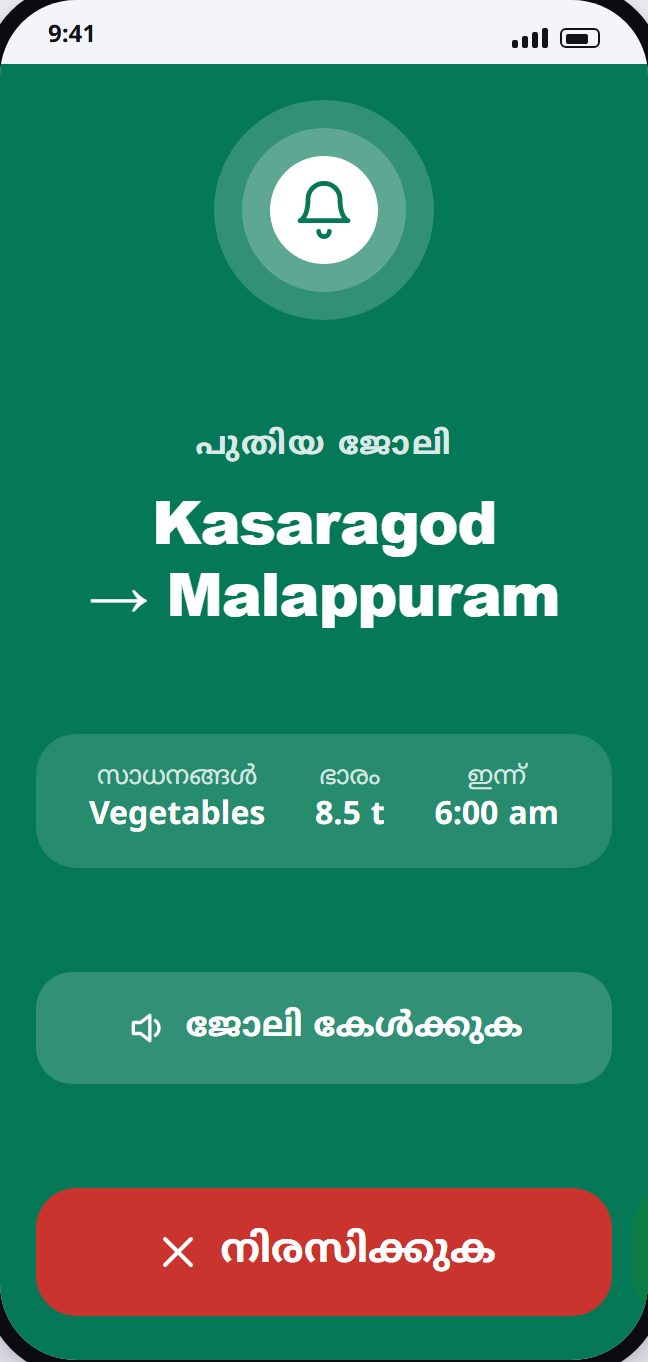 9:41
പുതിയ ജോലി
Kasaragod
→ Malappuram
സാധനങ്ങൾ ഭാരം ഇന്ന്
Vegetables 8.5 t 6:00 am
ജോലി കേൾക്കുക
നിരസിക്കുക